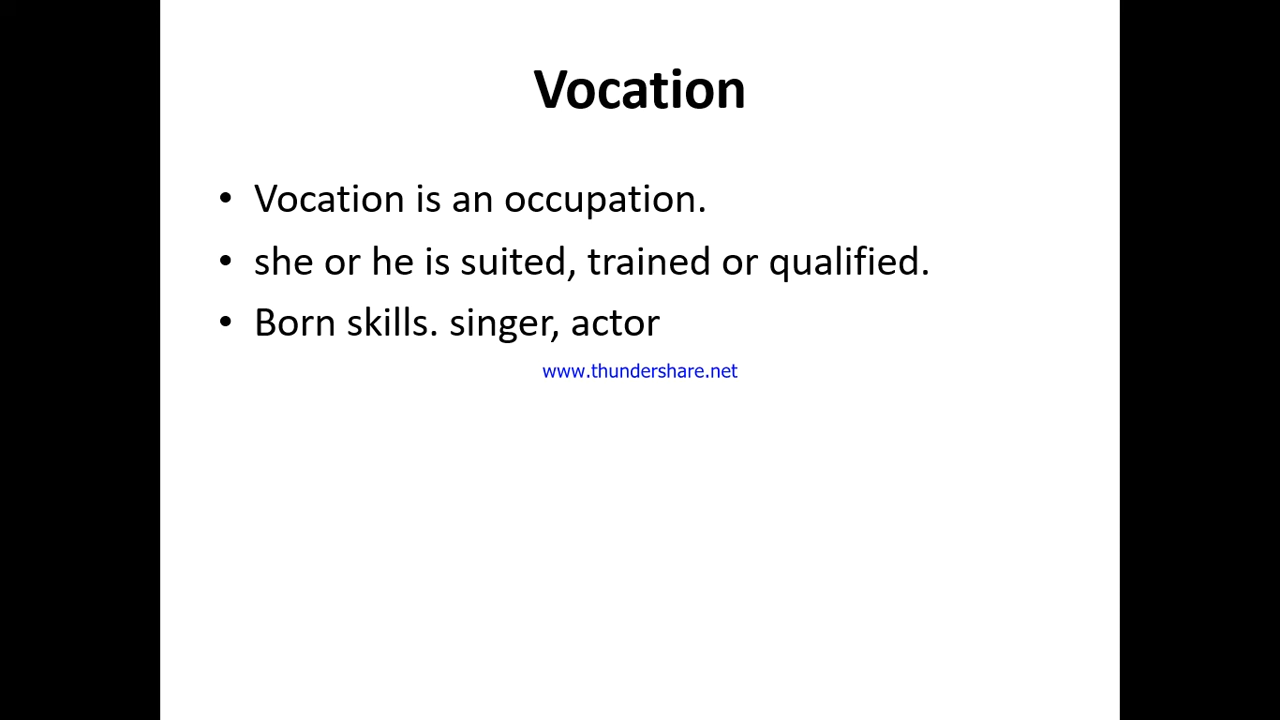 Vocation
• Vocation is an occupation.
• she or he is suited, trained or qualified.
• Born skills. singer, actor
www.thundershare.net